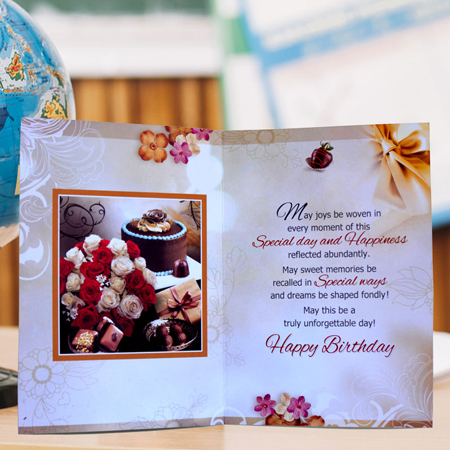 May joys be woven in
every moment of this
Special day and Happiness
reflected abundantly.
May sweet memories be
recalled in Special ways
and dreams be shaped fondly!
May this be a
truly unforgettable day!
Happy Birthday